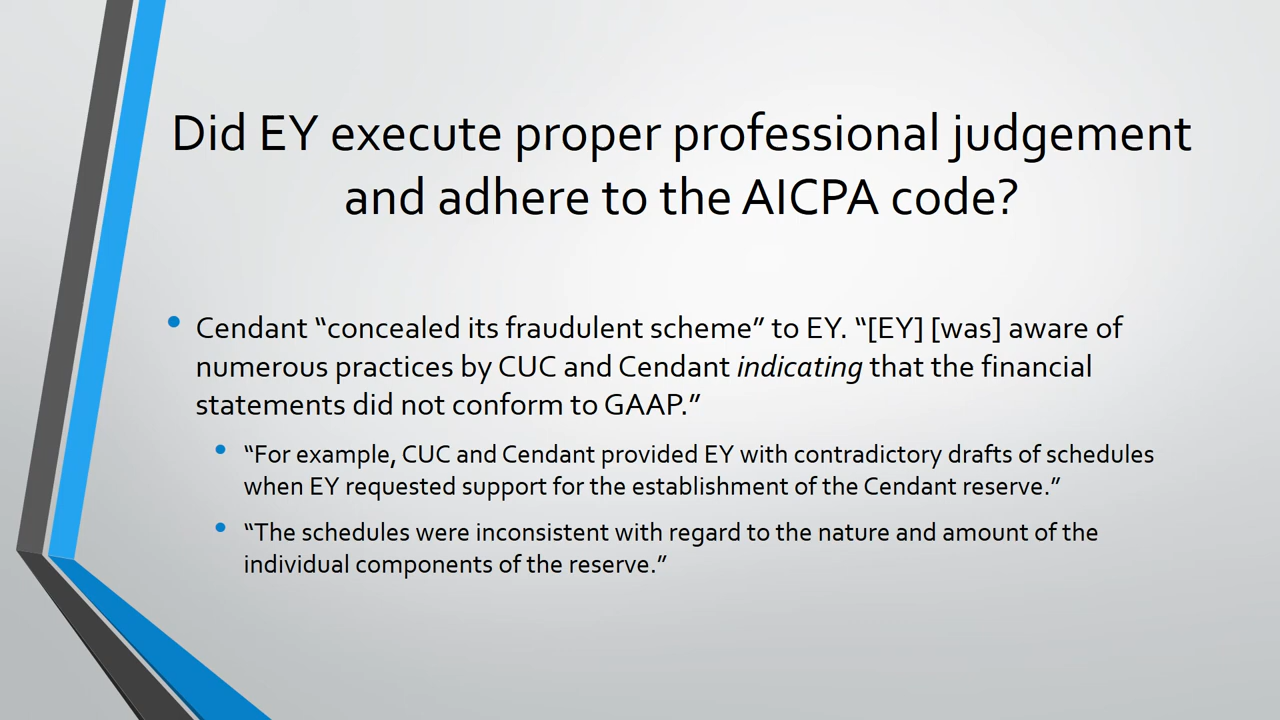 Did EY execute proper professional judgement
and adhere to the AICPA code?
• Cendant “concealed its fraudulent scheme” to EY. “[EY] [was] aware of
numerous practices by CUC and Cendant indicating that the financial
statements did not conform to GAAP.”
• “For example, CUC and Cendant provided EY with contradictory drafts of schedules
when EY requested support for the establishment of the Cendant reserve.”
• “The schedules were inconsistent with regard to the nature and amount of the
individual components of the reserve.”